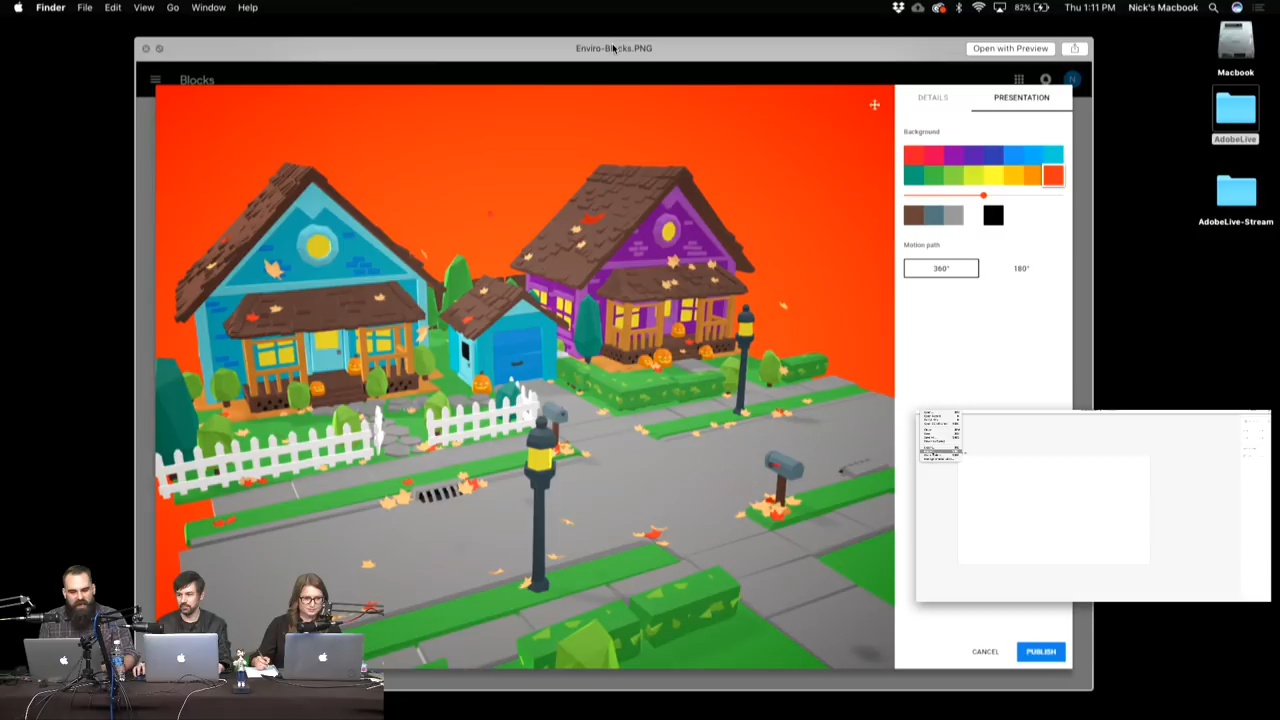 Finder File Edit View Go Window Help
82% Thu 1:11 PM Nick's Macbook
Enviro-Blocks.PNG
Open with Preview
Blocks
N
DETAILS PRESENTATION
Background
Motion path
360° 180°
CANCEL PUBLISH
Macbook
AdobeLive
AdobeLive-Stream